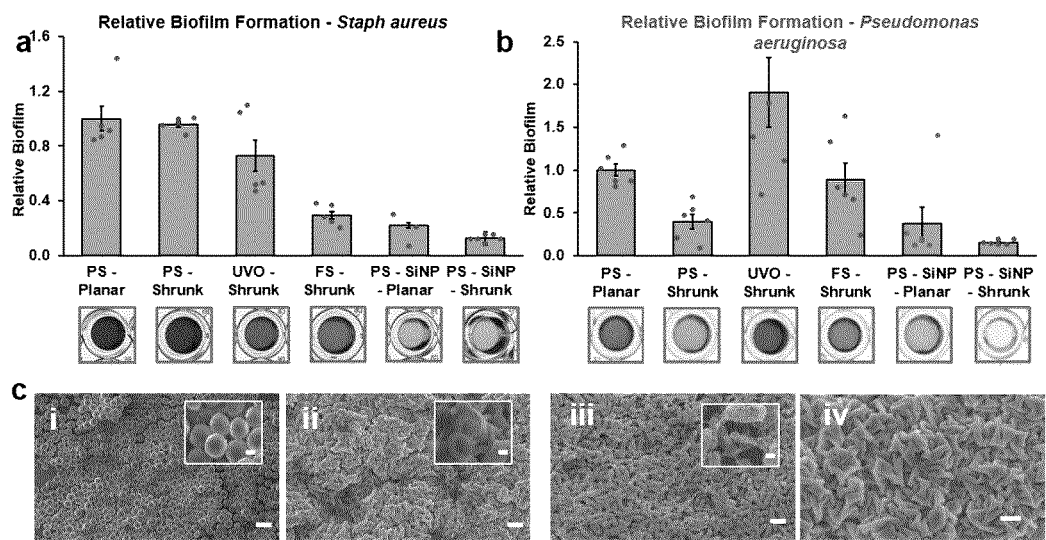 Relative Biofilm Formation - Staph aureus
a
1.6
1.2
0.8
0.4
0.0
Relative Biofilm
PS - Planar
PS - Shrunk
UVO - Shrunk
FS - Shrunk
PS - SiNP - Planar
PS - SiNP - Shrunk
Relative Biofilm Formation - Pseudomonas
aeruginosa
b
2.5
2.0
1.5
1.0
0.5
0.0
Relative Biofilm
PS - Planar
PS - Shrunk
UVO - Shrunk
FS - Shrunk
PS - SiNP - Planar
PS - SiNP - Shrunk
c
i
ii
iii
iv